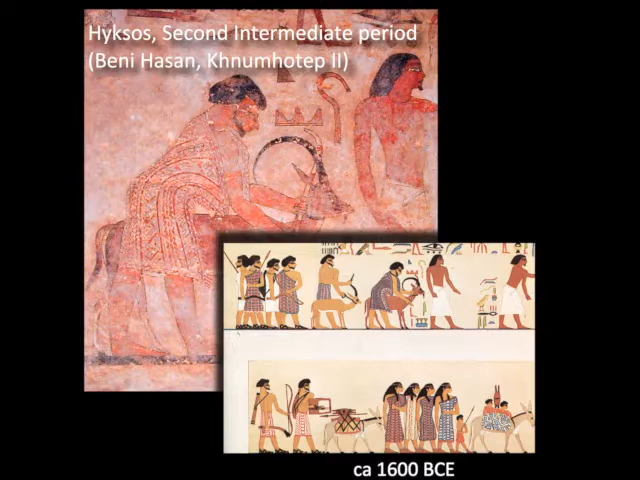 Hyksos, Second Intermediate period
(Beni Hasan, Khnumhotep II)
ca 1600 BCE